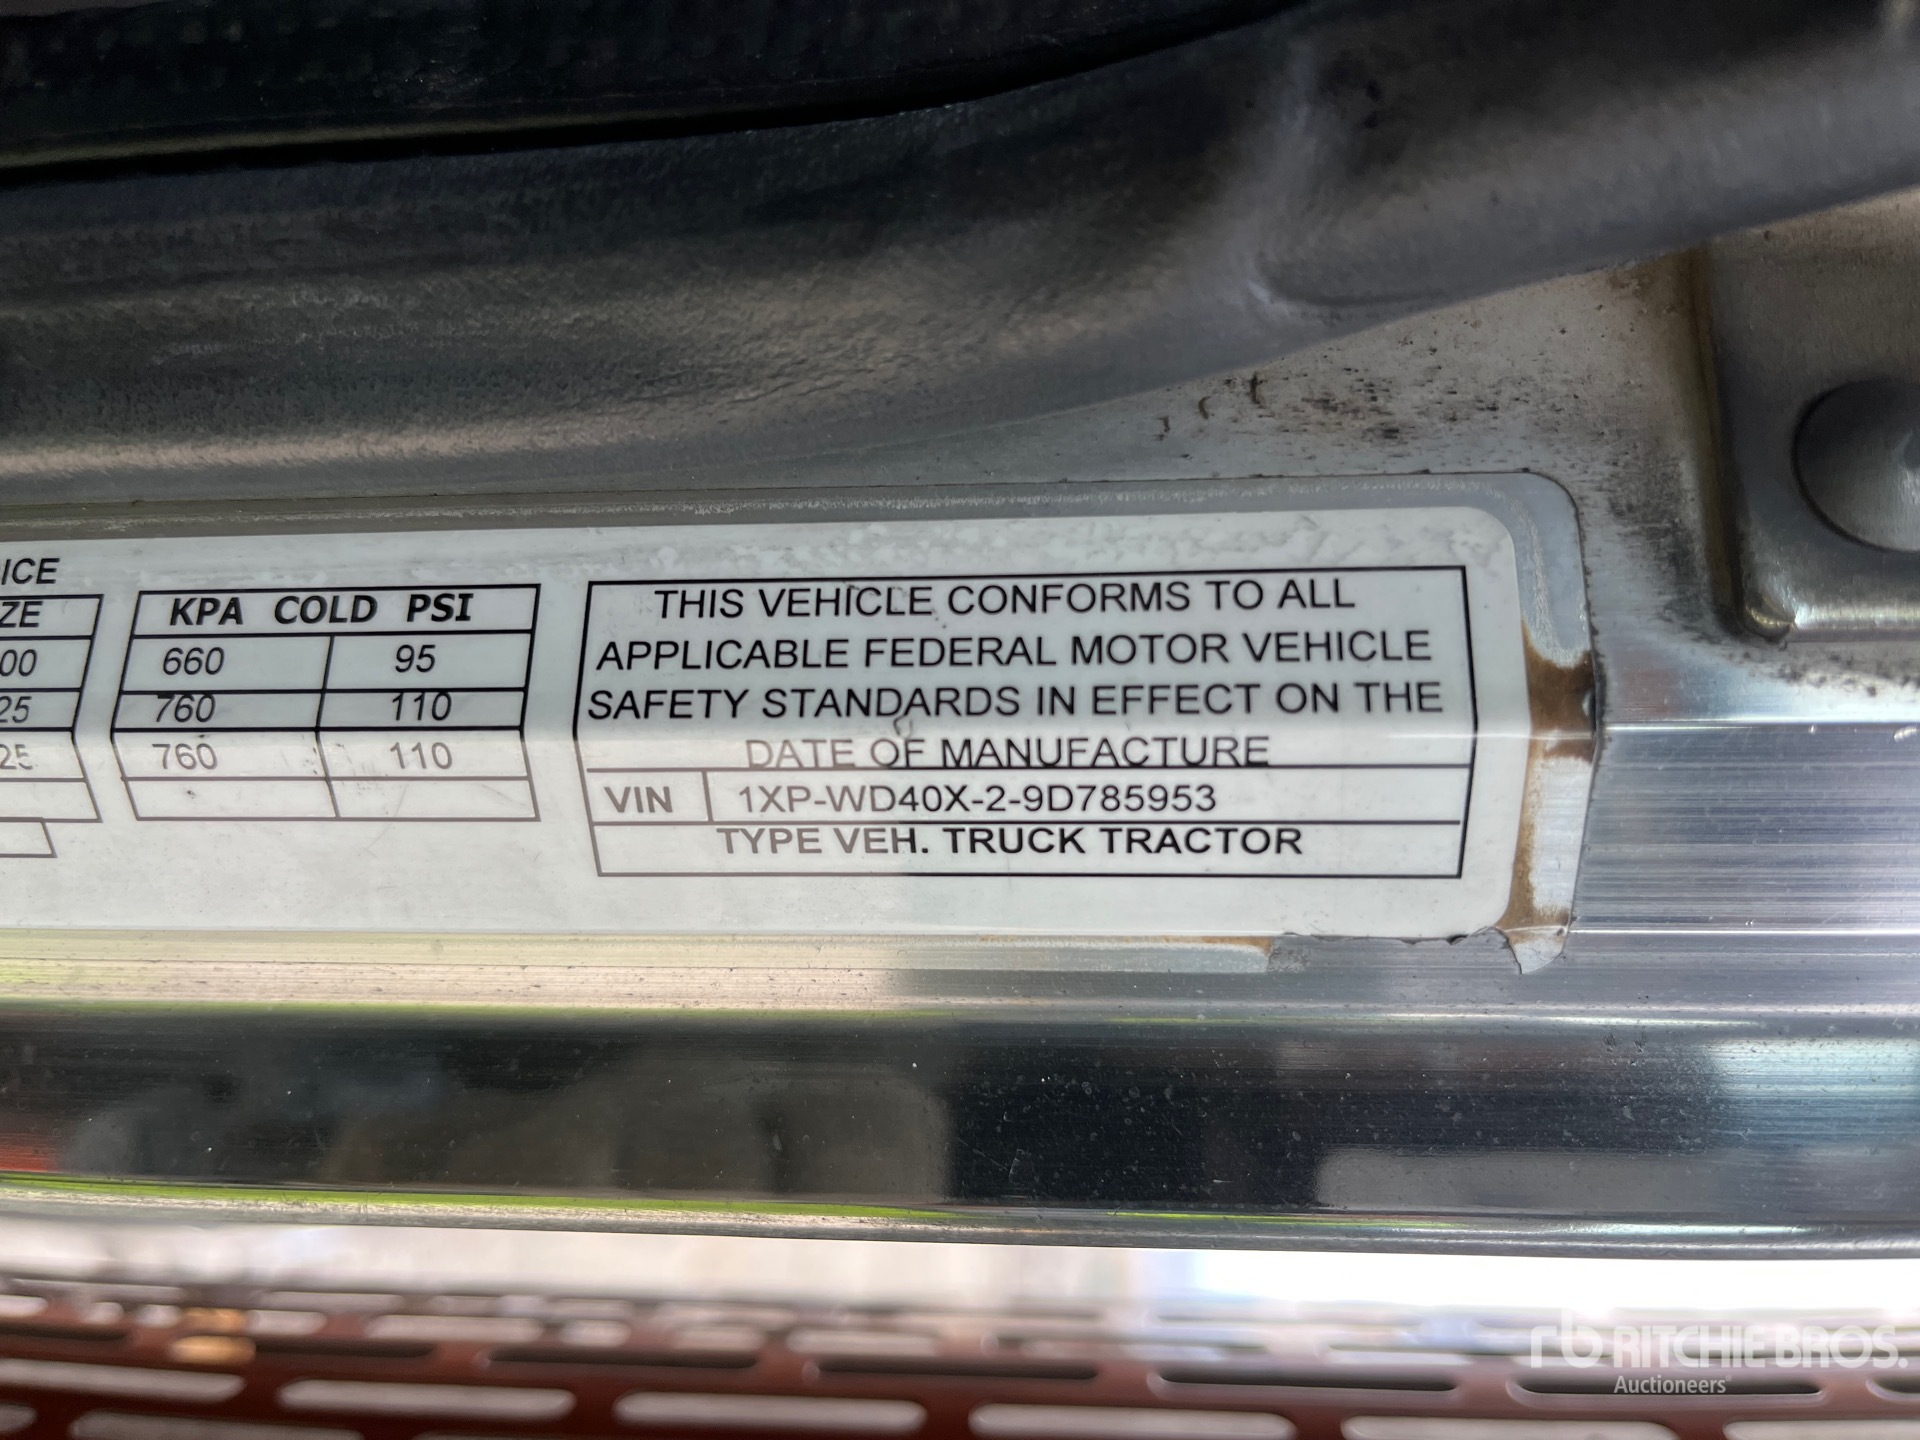 ICE
ZE
KPA COLD PSI
00
660 95
25
760 110
25
760 110
THIS VEHICLE CONFORMS TO ALL
APPLICABLE FEDERAL MOTOR VEHICLE
SAFETY STANDARDS IN EFFECT ON THE
DATE OF MANUFACTURE
VIN 1XP-WD40X-2-9D785953
TYPE VEH. TRUCK TRACTOR
rb RITCHIE BROS.
Auctioneers